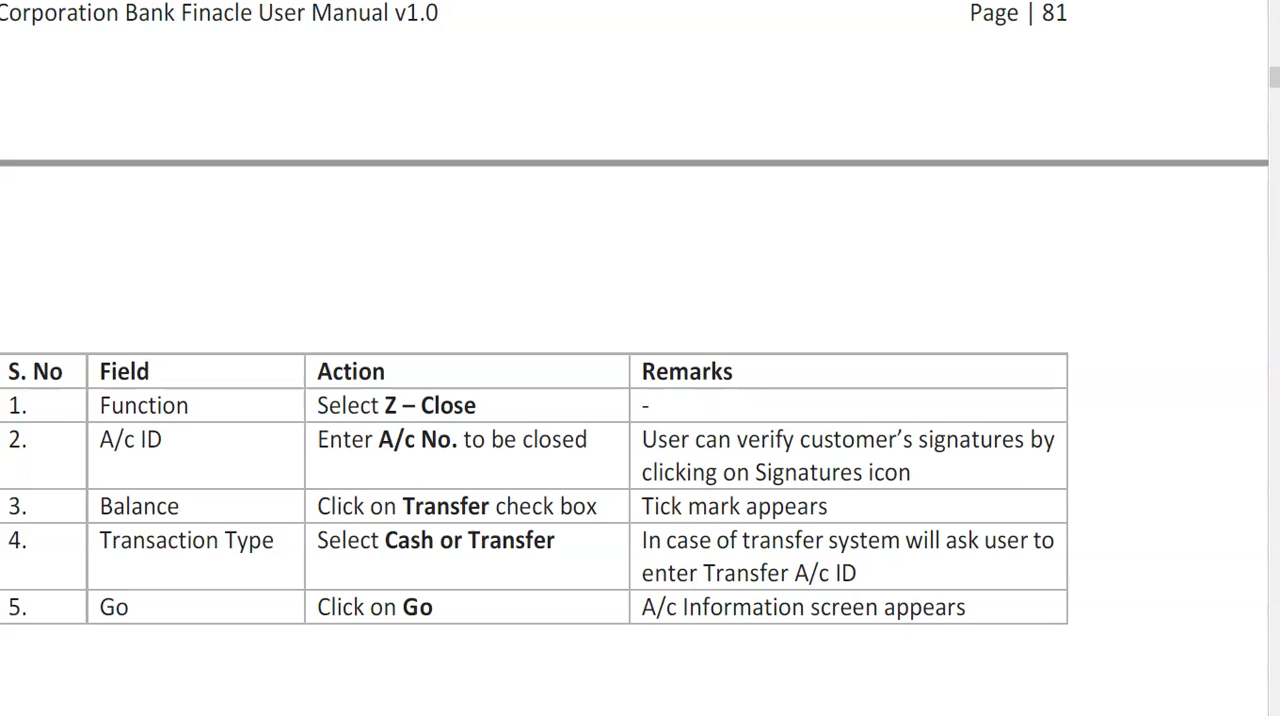 Corporation Bank Finacle User Manual v1.0 Page | 81
S. No Field Action Remarks
1. Function Select Z – Close -
2. A/c ID Enter A/c No. to be closed User can verify customer’s signatures by
clicking on Signatures icon
3. Balance Click on Transfer check box Tick mark appears
4. Transaction Type Select Cash or Transfer In case of transfer system will ask user to
enter Transfer A/c ID
5. Go Click on Go A/c Information screen appears